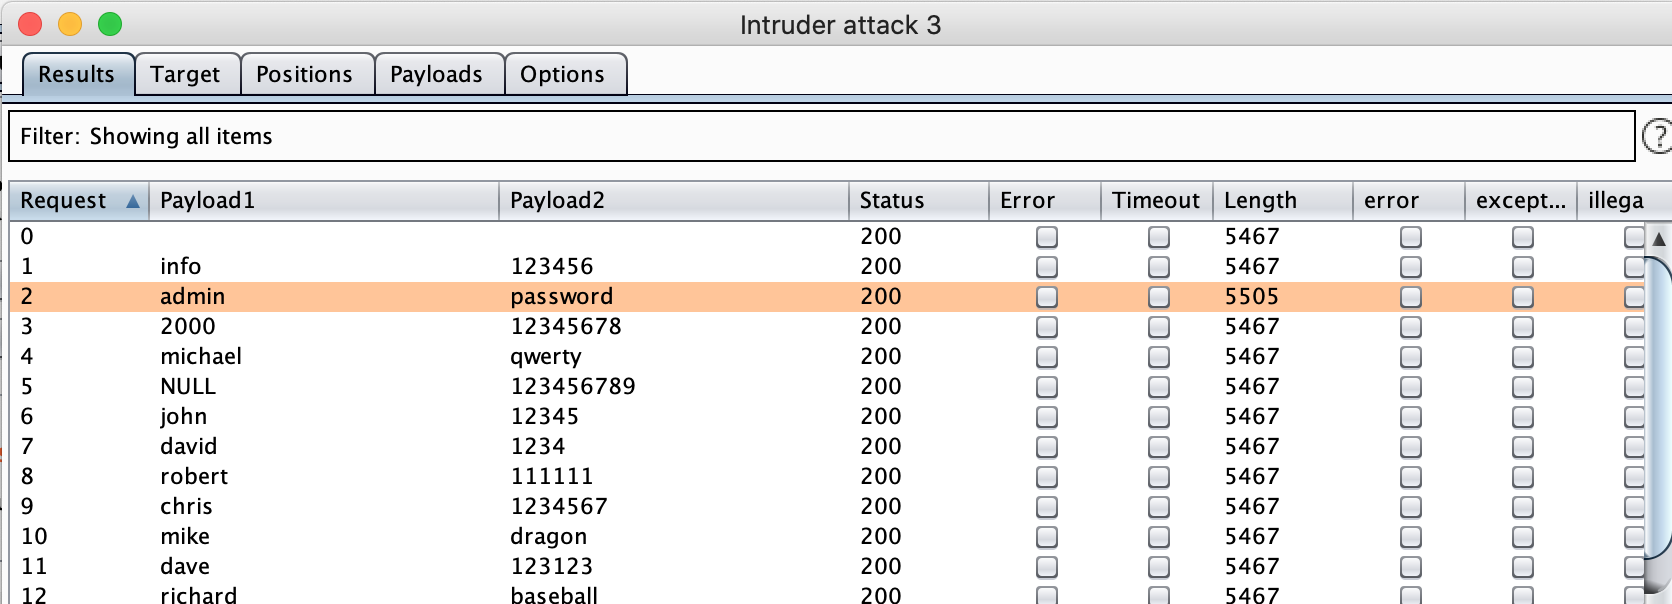 Intruder attack 3
Results Target Positions Payloads Options
Filter: Showing all items ?
Request Payload1 Payload2 Status Error Timeout Length error except... illega
0 200 5467
1 info 123456 200 5467
2 admin password 200 5505
3 2000 12345678 200 5467
4 michael qwerty 200 5467
5 NULL 123456789 200 5467
6 john 12345 200 5467
7 david 1234 200 5467
8 robert 111111 200 5467
9 chris 1234567 200 5467
10 mike dragon 200 5467
11 dave 123123 200 5467
12 richard baseball 200 5467